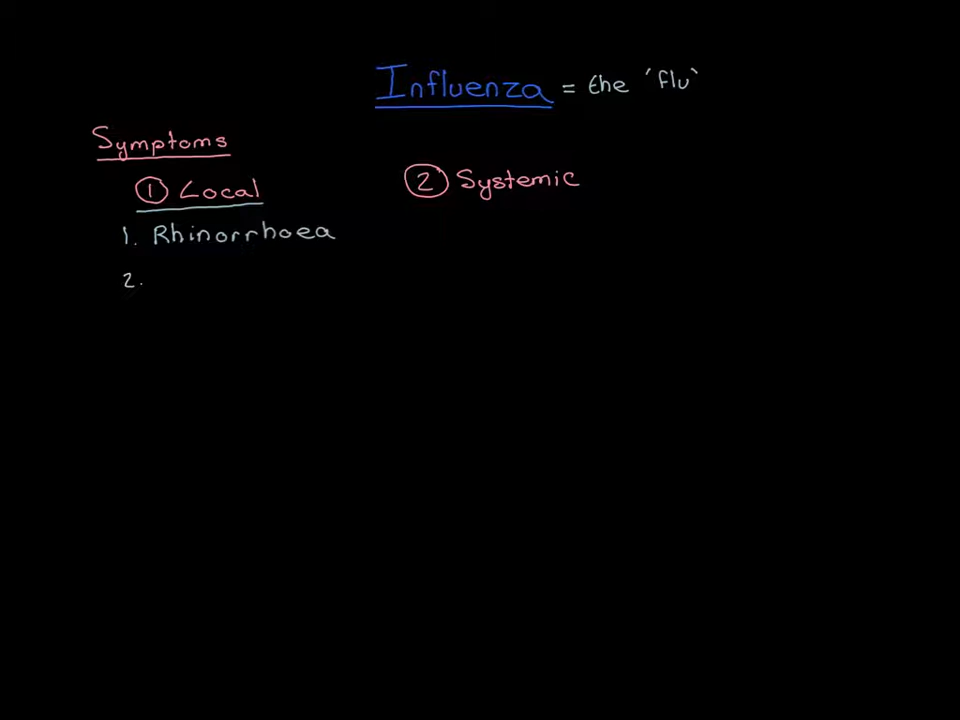 Influenza = the 'flu'
Symptoms
① Local
② Systemic
1. Rhinorrhoea
2.